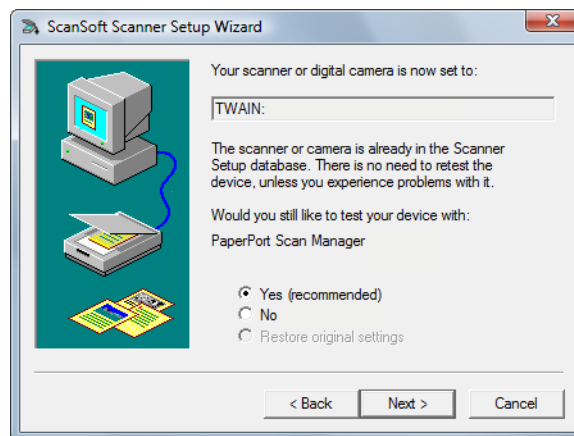 ScanSoft Scanner Setup Wizard
Your scanner or digital camera is now set to:
TWAIN:
The scanner or camera is already in the Scanner
Setup database. There is no need to retest the
device, unless you experience problems with it.
Would you still like to test your device with:
PaperPort Scan Manager
Yes (recommended)
No
Restore original settings
< Back Next > Cancel